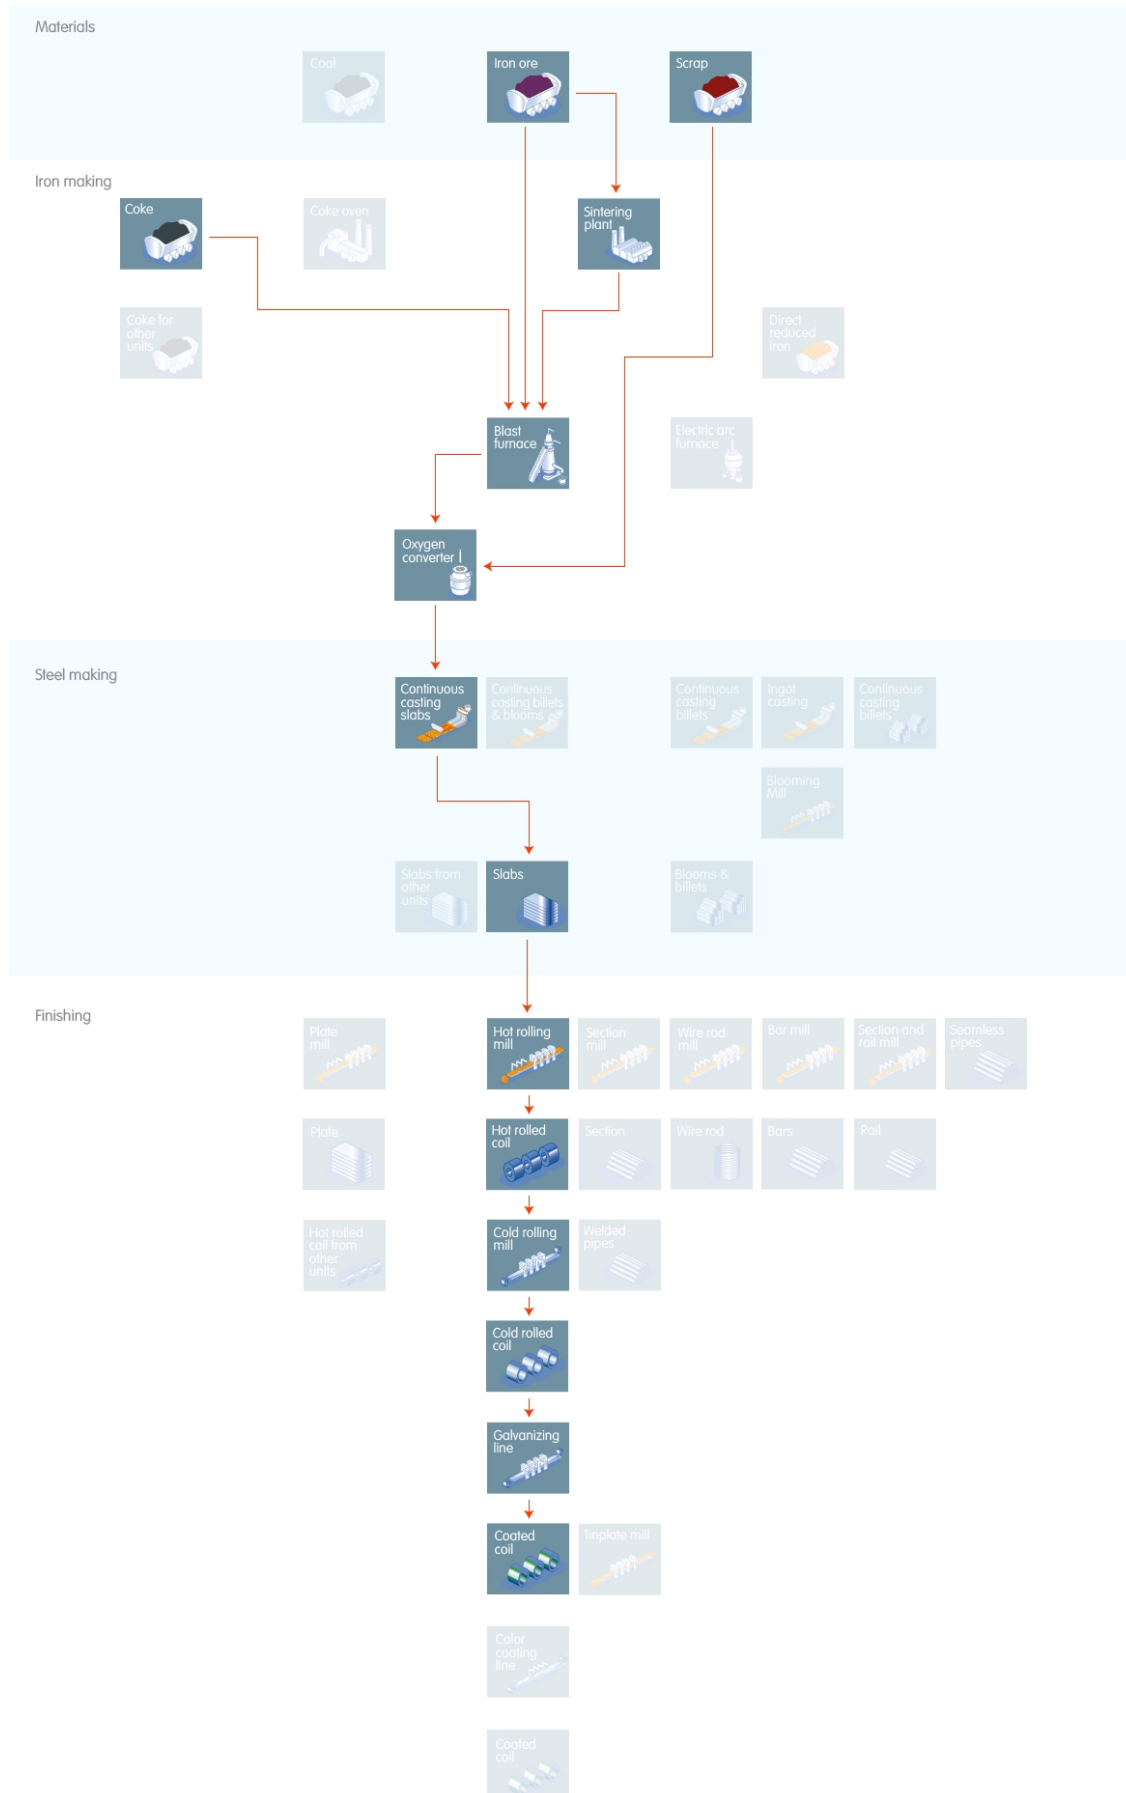 Materials
Coal
Iron ore
Scrap
Iron making
Coke
Coke oven
Sintering
plant
Coke for
other
units
Direct
reduced
iron
Blast
furnace
Electric arc
furnace
Oxygen
converter
Steel making
Continuous
casting
slabs
Continuous
casting billets
& blooms
Continuous
casting
billets
Ingot
casting
Continuous
casting
billets
Blooming
Mill
Slabs from
other
units
Slabs
Blooms &
billets
Finishing
Plate
mill
Hot rolling
mill
Section
mill
Wire rod
mill
Bar mill
Section and
rail mill
Seamless
pipes
Plate
Hot rolled
coil
Section
Wire rod
Bars
Rail
Hot rolled
coil from
other
units
Cold rolling
mill
Welded
pipes
Cold rolled
coil
Galvanizing
line
Coated
coil
Tinplate mill
Color
coating
line
Coated
coil